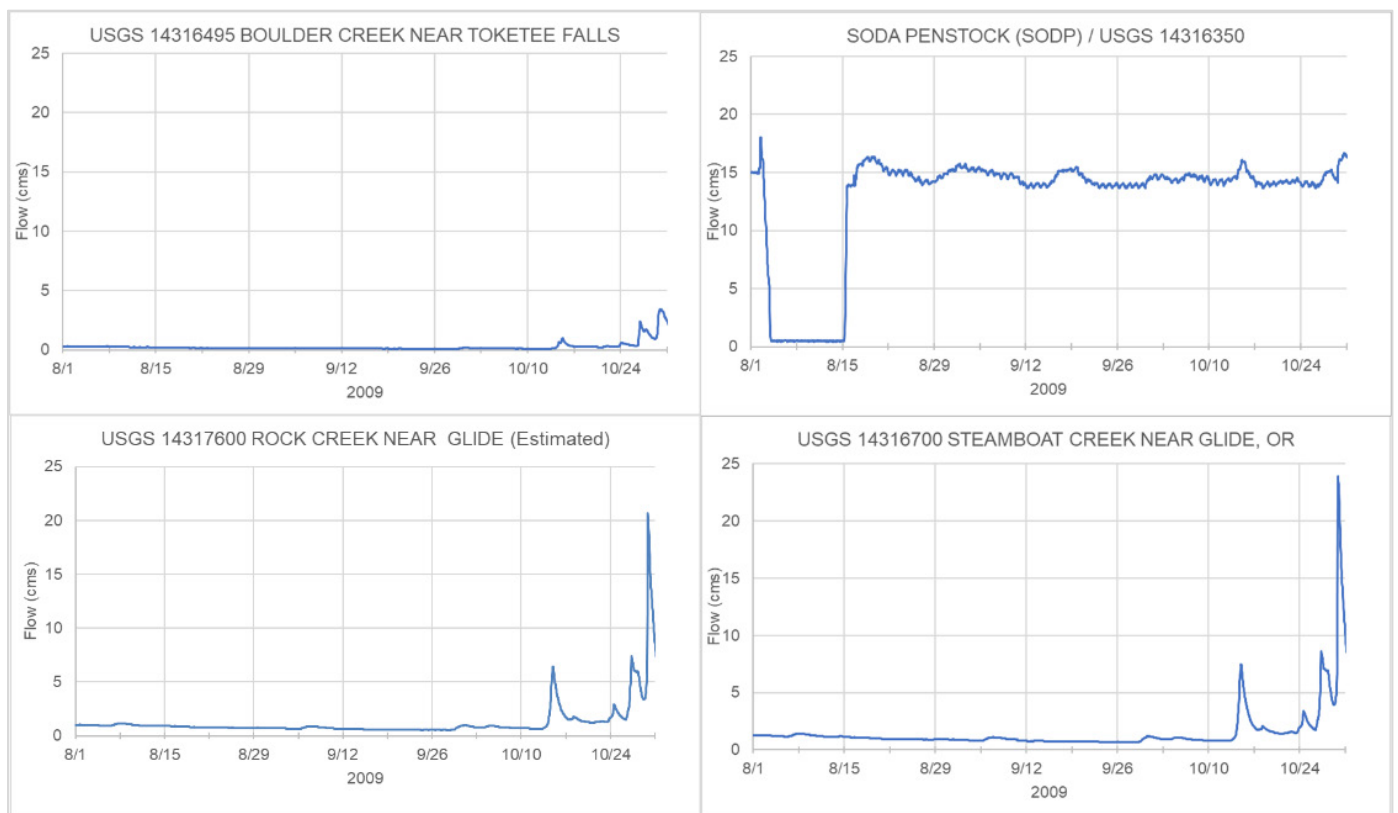 USGS 14316495 BOULDER CREEK NEAR TOKETEE FALLS
25
20
15
10
5
0
Flow (cms)
8/1 8/15 8/29 9/12 9/26 10/10 10/24
2009
SODA PENSTOCK (SODP) / USGS 14316350
25
20
15
10
5
0
Flow (cms)
8/1 8/15 8/29 9/12 9/26 10/10 10/24
2009
USGS 14317600 ROCK CREEK NEAR GLIDE (Estimated)
25
20
15
10
5
0
Flow (cms)
8/1 8/15 8/29 9/12 9/26 10/10 10/24
2009
USGS 14316700 STEAMBOAT CREEK NEAR GLIDE, OR
25
20
15
10
5
0
Flow (cms)
8/1 8/15 8/29 9/12 9/26 10/10 10/24
2009